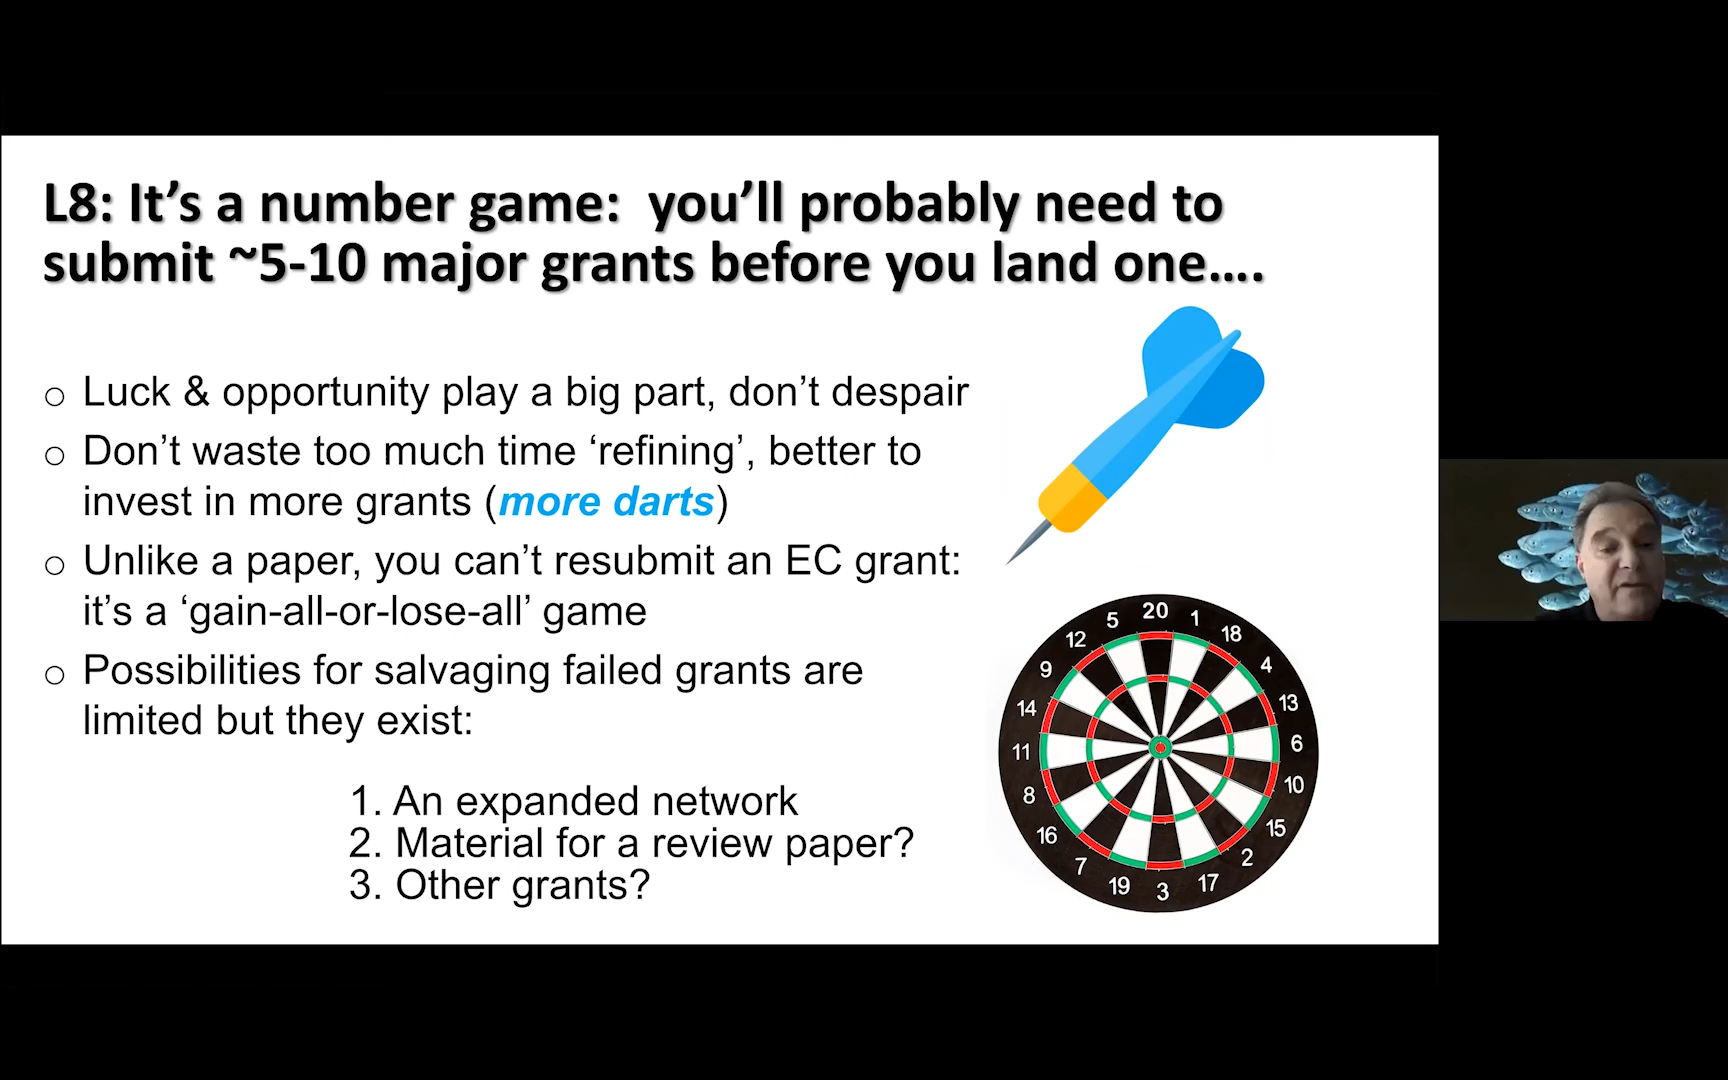 L8: It’s a number game:  you’ll probably need to
submit ~5-10 major grants before you land one….
o Luck & opportunity play a big part, don’t despair
o Don’t waste too much time ‘refining’, better to
invest in more grants (more darts)
o Unlike a paper, you can’t resubmit an EC grant:
it’s a ‘gain-all-or-lose-all’ game
o Possibilities for salvaging failed grants are
limited but they exist:
1. An expanded network
2. Material for a review paper?
3. Other grants?
20
1
18
4
13
6
10
15
2
17
3
19
7
16
8
11
14
9
12
5